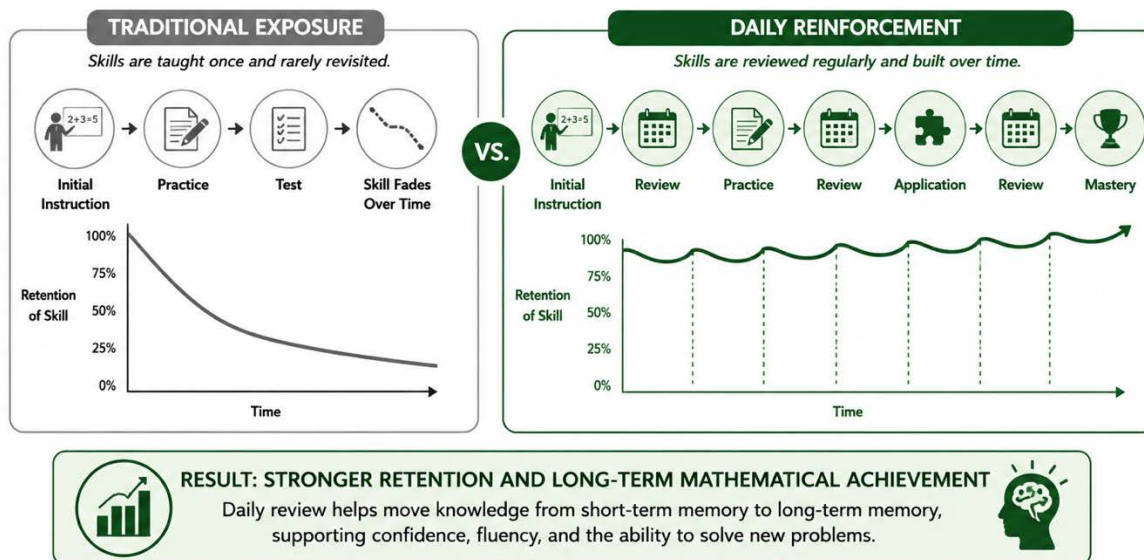 TRADITIONAL EXPOSURE
Skills are taught once and rarely revisited.
2+3=5
Initial
Instruction
Practice
Test
Skill Fades
Over Time
100%
75%
50%
25%
0%
Retention
of Skill
Time
VS.
DAILY REINFORCEMENT
Skills are reviewed regularly and built over time.
2+3=5
Initial
Instruction
Review
Practice
Review
Application
Review
Mastery
100%
75%
50%
25%
0%
Retention
of Skill
Time
RESULT: STRONGER RETENTION AND LONG-TERM MATHEMATICAL ACHIEVEMENT
Daily review helps move knowledge from short-term memory to long-term memory,
supporting confidence, fluency, and the ability to solve new problems.